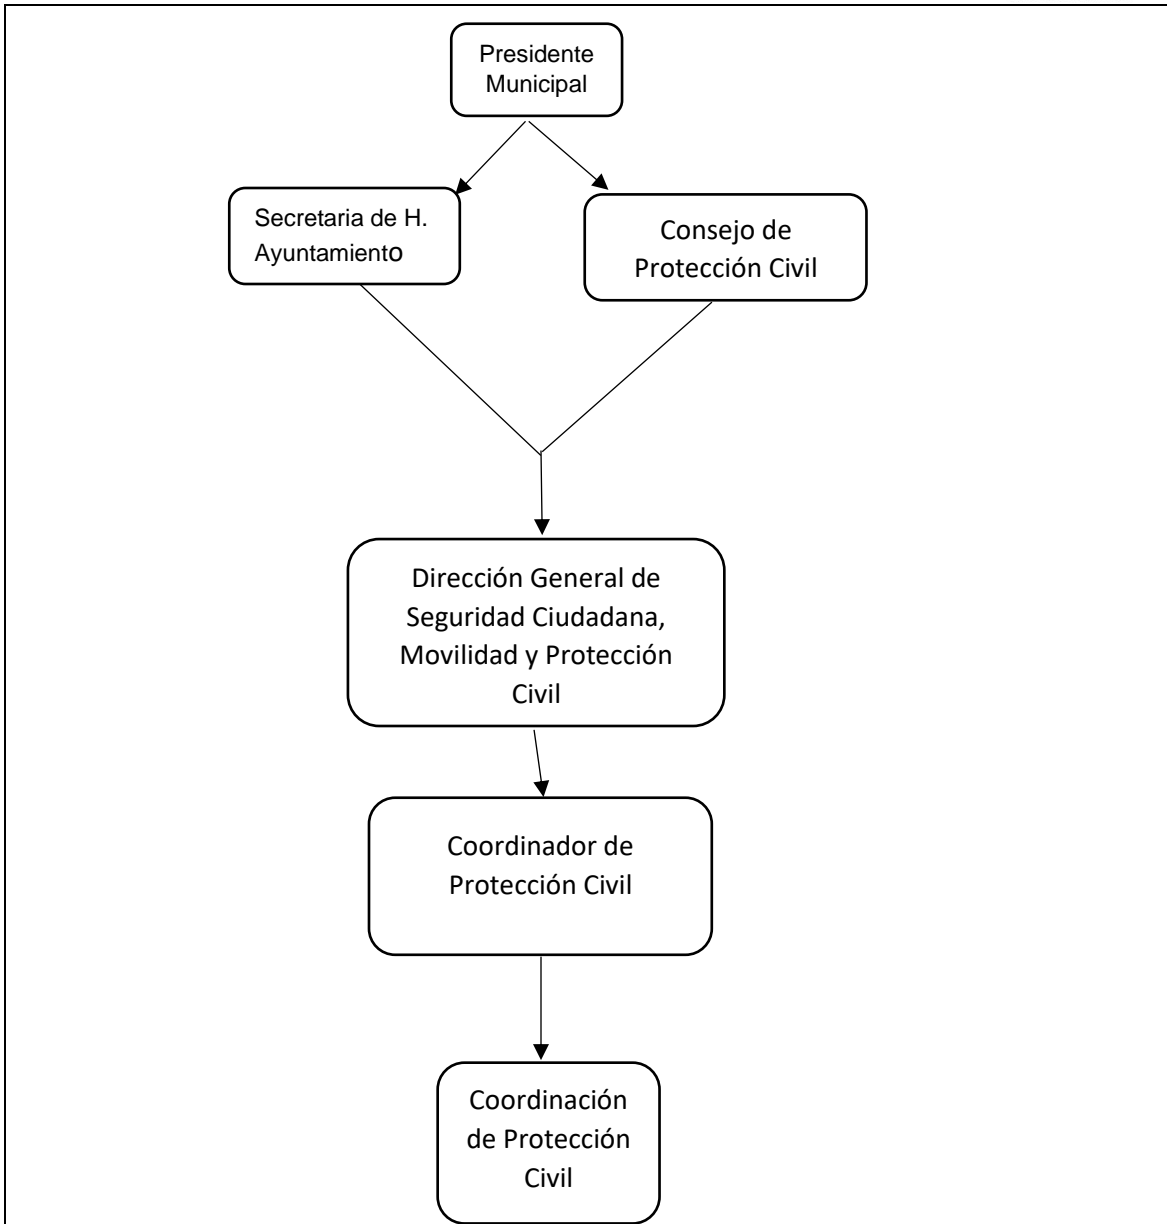 Presidente
Municipal
Secretaria de H.
Ayuntamiento
Consejo de
Protección Civil
Dirección General de
Seguridad Ciudadana,
Movilidad y Protección
Civil
Coordinador de
Protección Civil
Coordinación
de Protección
Civil